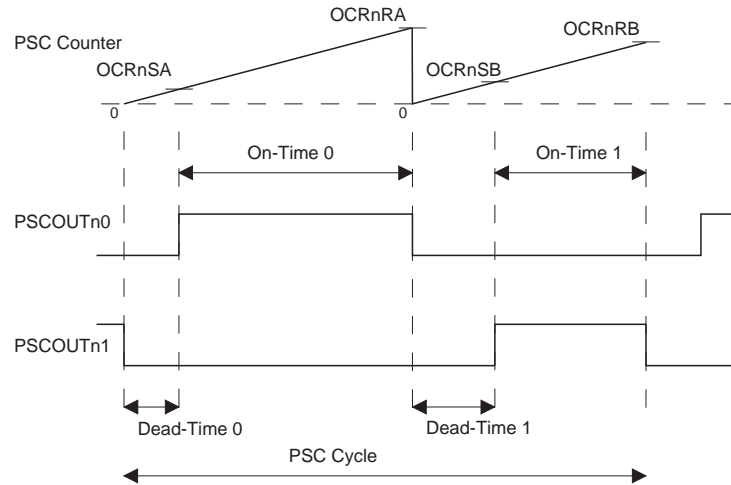 OCRnRA
PSC Counter
OCRnRB
OCRnSA
OCRnSB
0
0
On-Time 0
On-Time 1
PSCOUTn0
PSCOUTn1
Dead-Time 0
Dead-Time 1
PSC Cycle